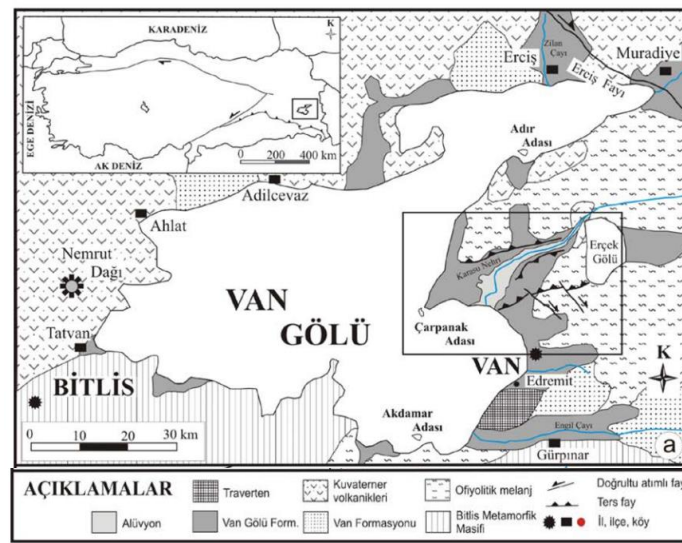 KARADENİZ
K
EGE DENİZİ
AK DENİZ
0 200 400 km
Erciş
Zilan
Çayı
Muradiye
Erciş Fayı
Adır
Adası
Adilcevaz
Ahlat
Nemrut
Dağı
Erçek
Gölü
Karasu Nehri
VAN
GÖLÜ
Çarpanak
Adası
Tatvan
VAN
K
BİTLİS
Edremit
Akdamar
Adası
Engil Çayı
0 10 20 30 km
Gürpınar
a
AÇIKLAMALAR
Traverten
Kuvaterner
volkanikleri
Ofiyolitik melanj
Doğrultu atımlı fay
Ters fay
Alüvyon
Van Gölü Form.
Van Formasyonu
Bitlis Metamorfik
Masifi
İl, ilçe, köy